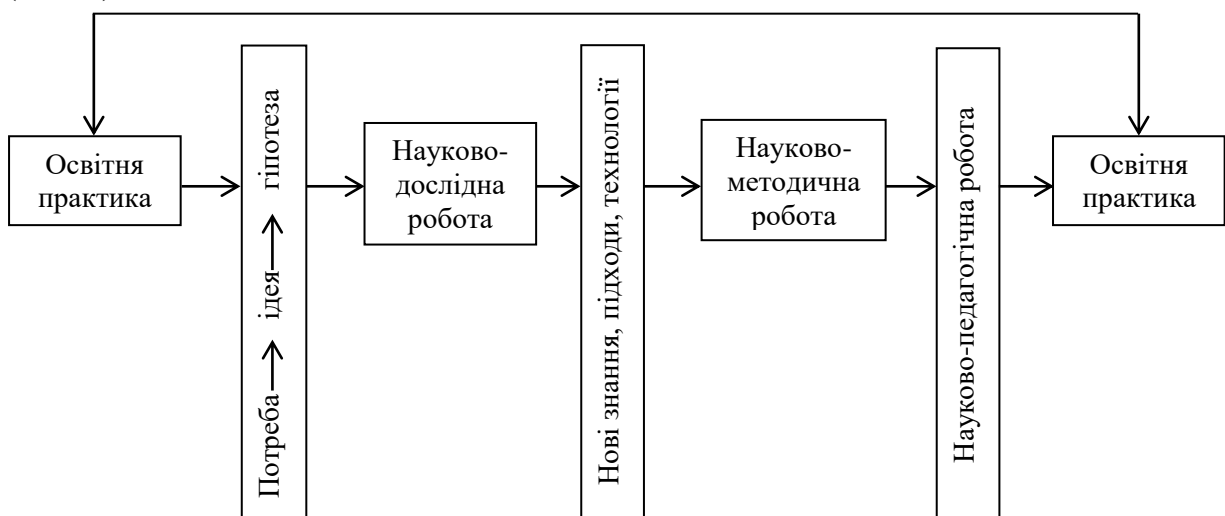 Освітня
практика
Потреба ідея гіпотеза
Науково-
дослідна
робота
Нові знання, підходи, технології
Науково-
методична
робота
Науково-педагогічна робота
Освітня
практика